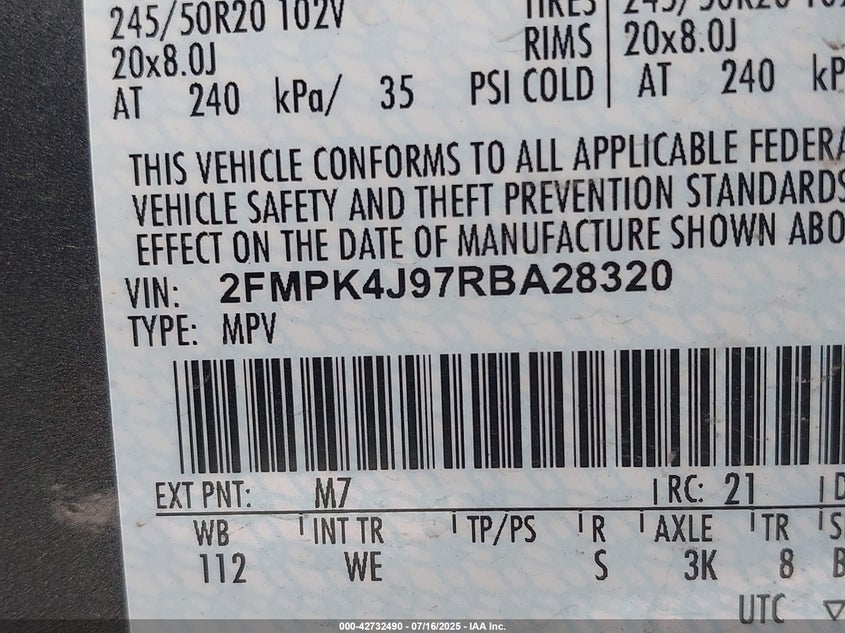 245/50R20 102V TIRES 245/50R20
20x8.0J RIMS 20x8.0J
AT 240 kPa/ 35 PSI COLD AT 240
THIS VEHICLE CONFORMS TO ALL APPLICABLE
VEHICLE SAFETY AND THEFT PREVENTION STANDARDS
EFFECT ON THE DATE OF MANUFACTURE SHOWN
VIN: 2FMPK4J97RBA28320
TYPE: MPV
EXT PNT: M7 RC: 21
WB INT TR TP/PS R AXLE TR
112 WE S 3K 8
UTC
000-42732490 - 07/16/2025 - IAA Inc.